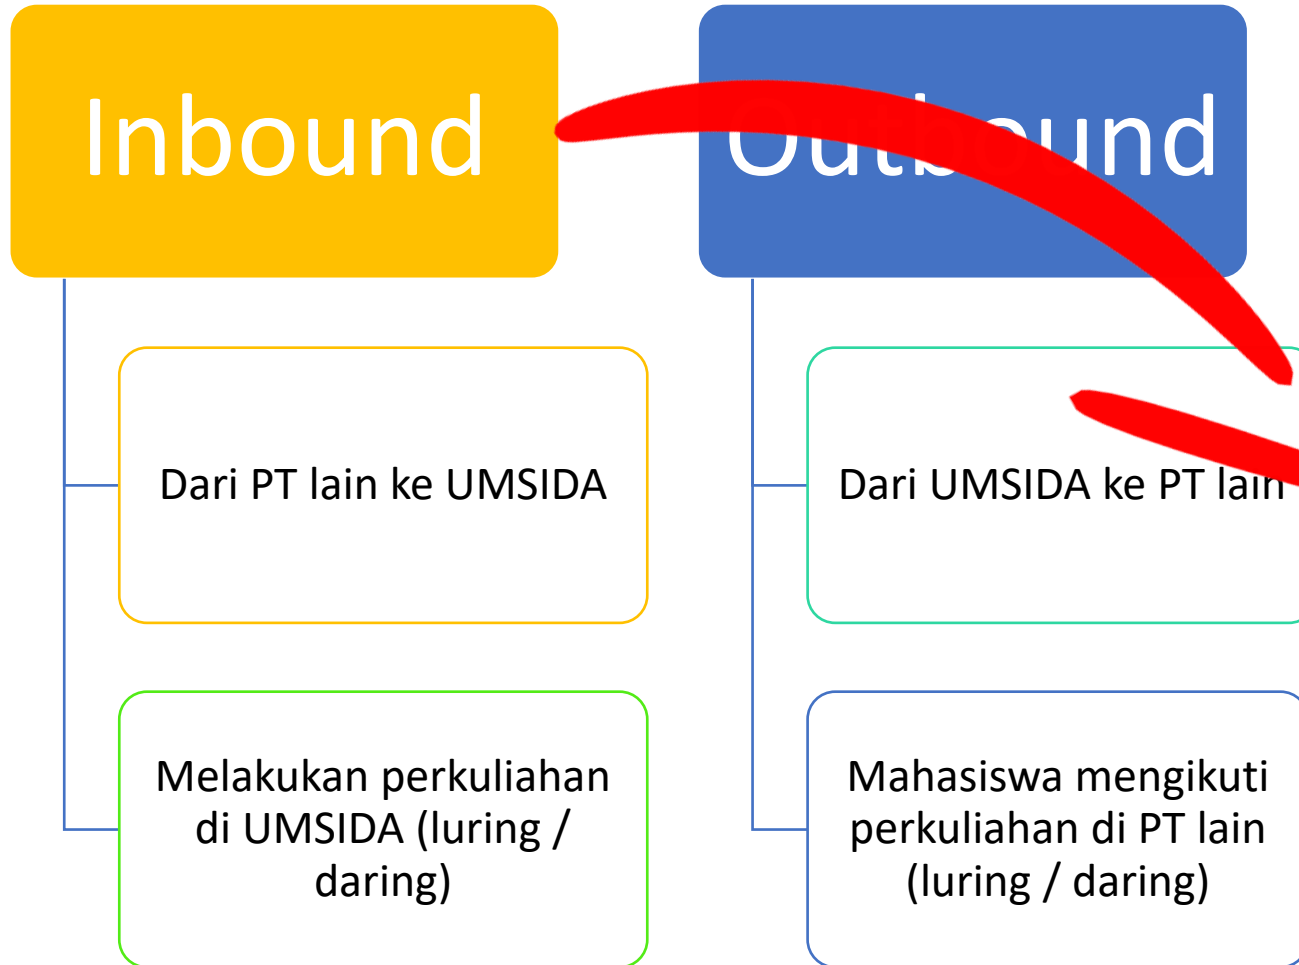 Inbound
Dari PT lain ke UMSIDA
Melakukan perkuliahan
di UMSIDA (luring /
daring)
Outbound
Dari UMSIDA ke PT lain
Mahasiswa mengikuti
perkuliahan di PT lain
(luring / daring)